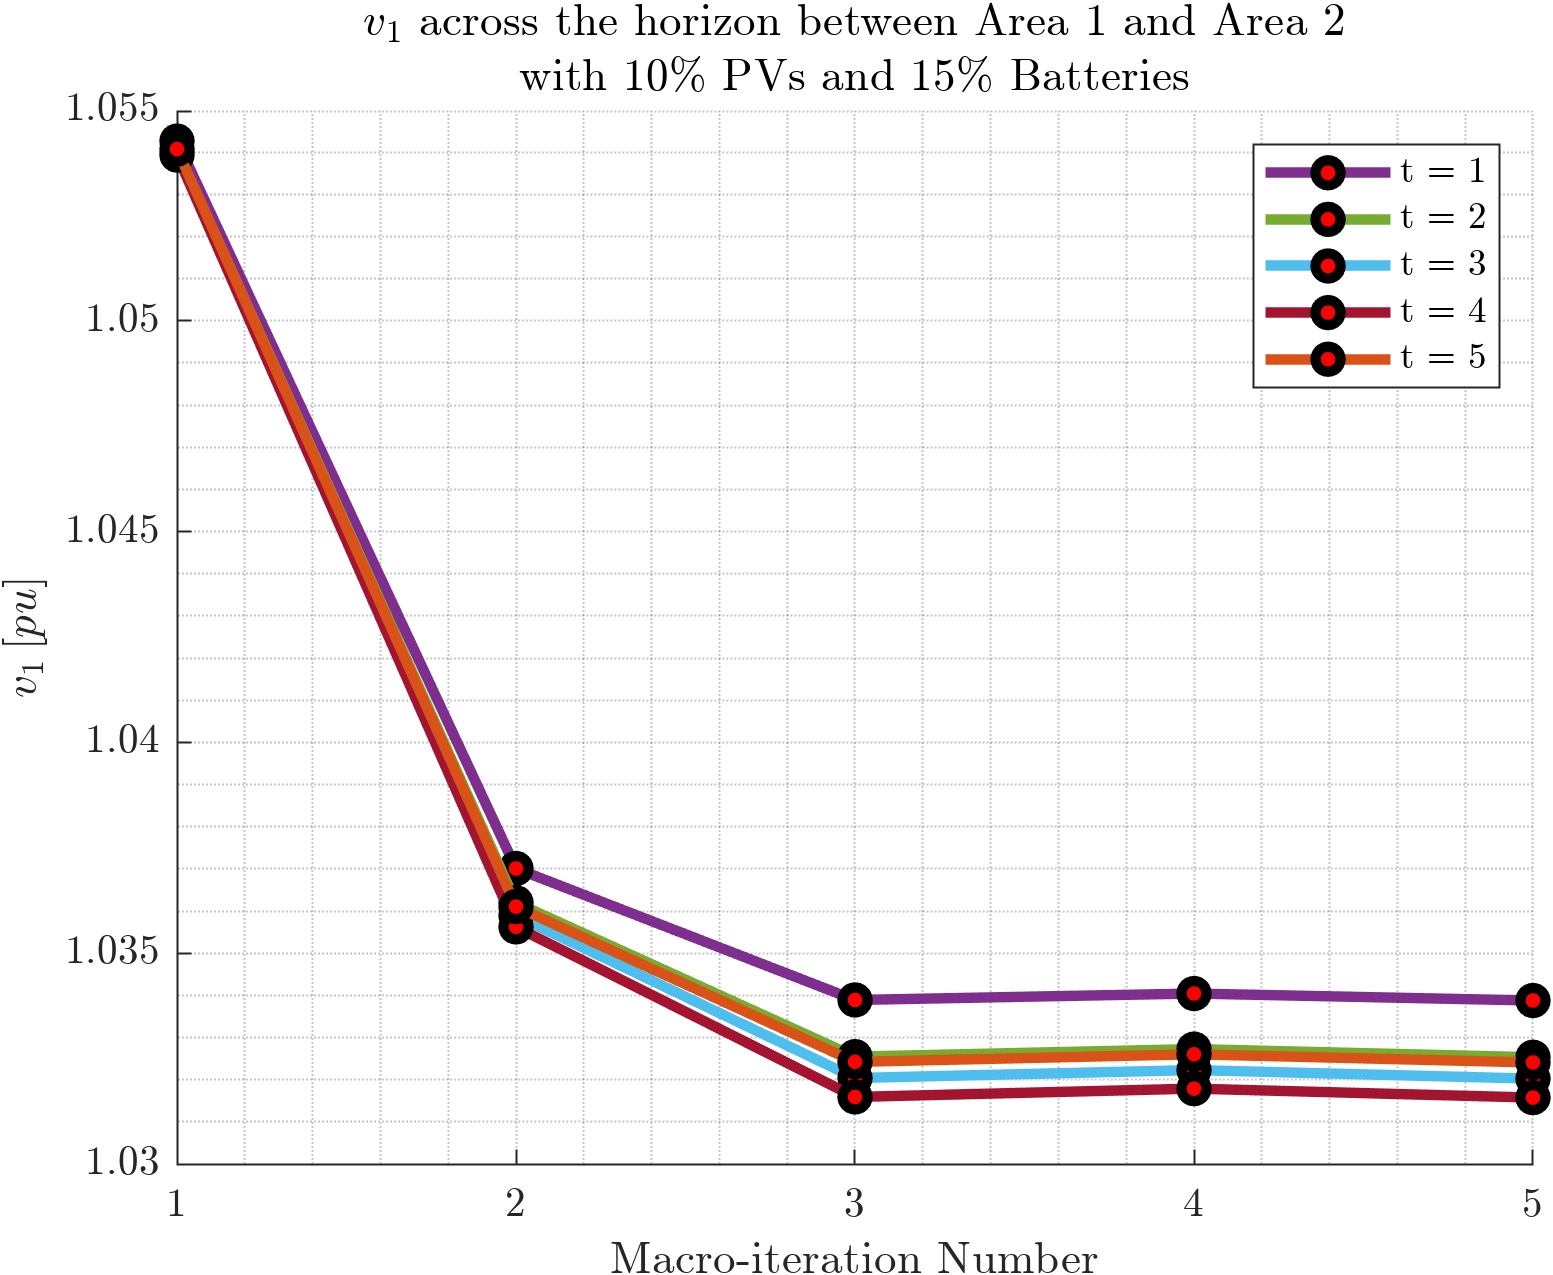 v₁ across the horizon between Area 1 and Area 2
with 10% PVs and 15% Batteries
1.055
1.05
1.045
1.04
1.035
1.03
v₁ [pu]
t = 1
t = 2
t = 3
t = 4
t = 5
1 2 3 4 5
Macro-iteration Number